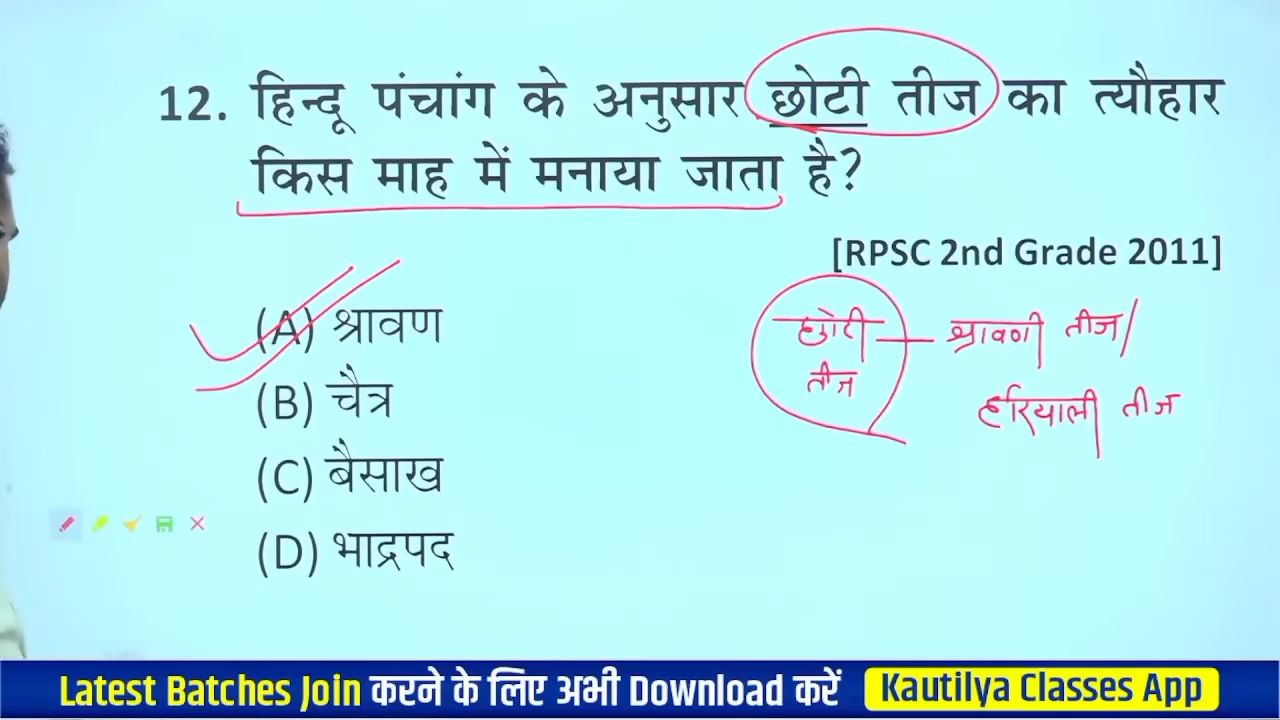 12. हिन्दू पंचांग के अनुसार छोटी तीज का त्यौहार
किस माह में मनाया जाता है?
[RPSC 2nd Grade 2011]
(A) श्रावण
(B) चैत्र
(C) बैसाख
(D) भाद्रपद
छोटी तीज — श्रावणी तीज/
हरियाली तीज
Latest Batches Join करने के लिए अभी Download करें Kautilya Classes App